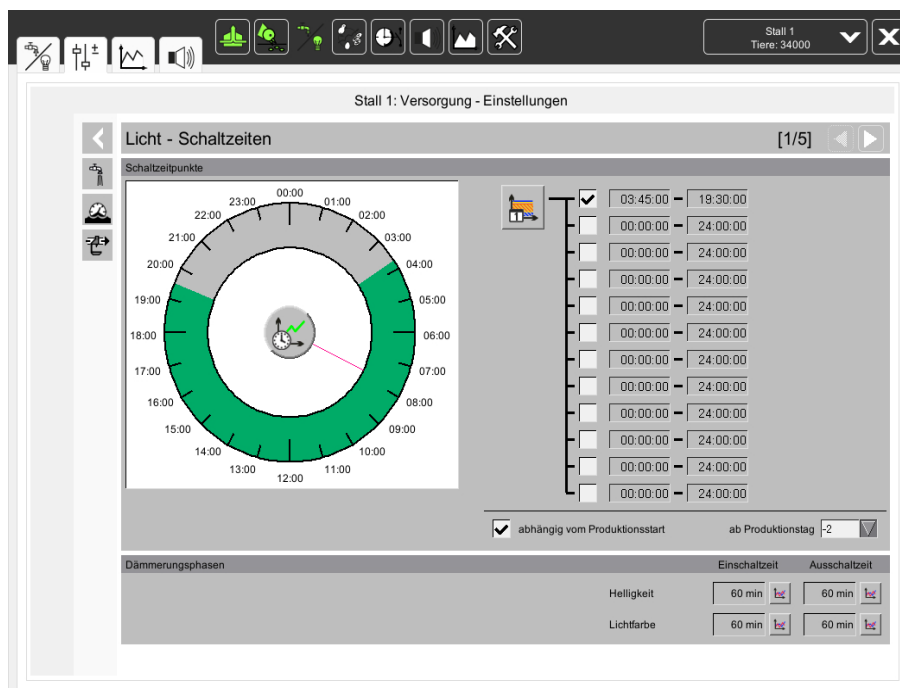 Stall 1
Tiere: 34000
Stall 1: Versorgung - Einstellungen
Licht - Schaltzeiten [1/5]
Schaltzeitpunkte
00:00
01:00
02:00
03:00
04:00
05:00
06:00
07:00
08:00
09:00
10:00
11:00
12:00
13:00
14:00
15:00
16:00
17:00
18:00
19:00
20:00
21:00
22:00
23:00
1
03:45:00 - 19:30:00
00:00:00 - 24:00:00
00:00:00 - 24:00:00
00:00:00 - 24:00:00
00:00:00 - 24:00:00
00:00:00 - 24:00:00
00:00:00 - 24:00:00
00:00:00 - 24:00:00
00:00:00 - 24:00:00
00:00:00 - 24:00:00
00:00:00 - 24:00:00
00:00:00 - 24:00:00
abhängig vom Produktionsstart ab Produktionstag -2
Dämmerungsphasen Einschaltzeit Ausschaltzeit
Helligkeit 60 min 60 min
Lichtfarbe 60 min 60 min